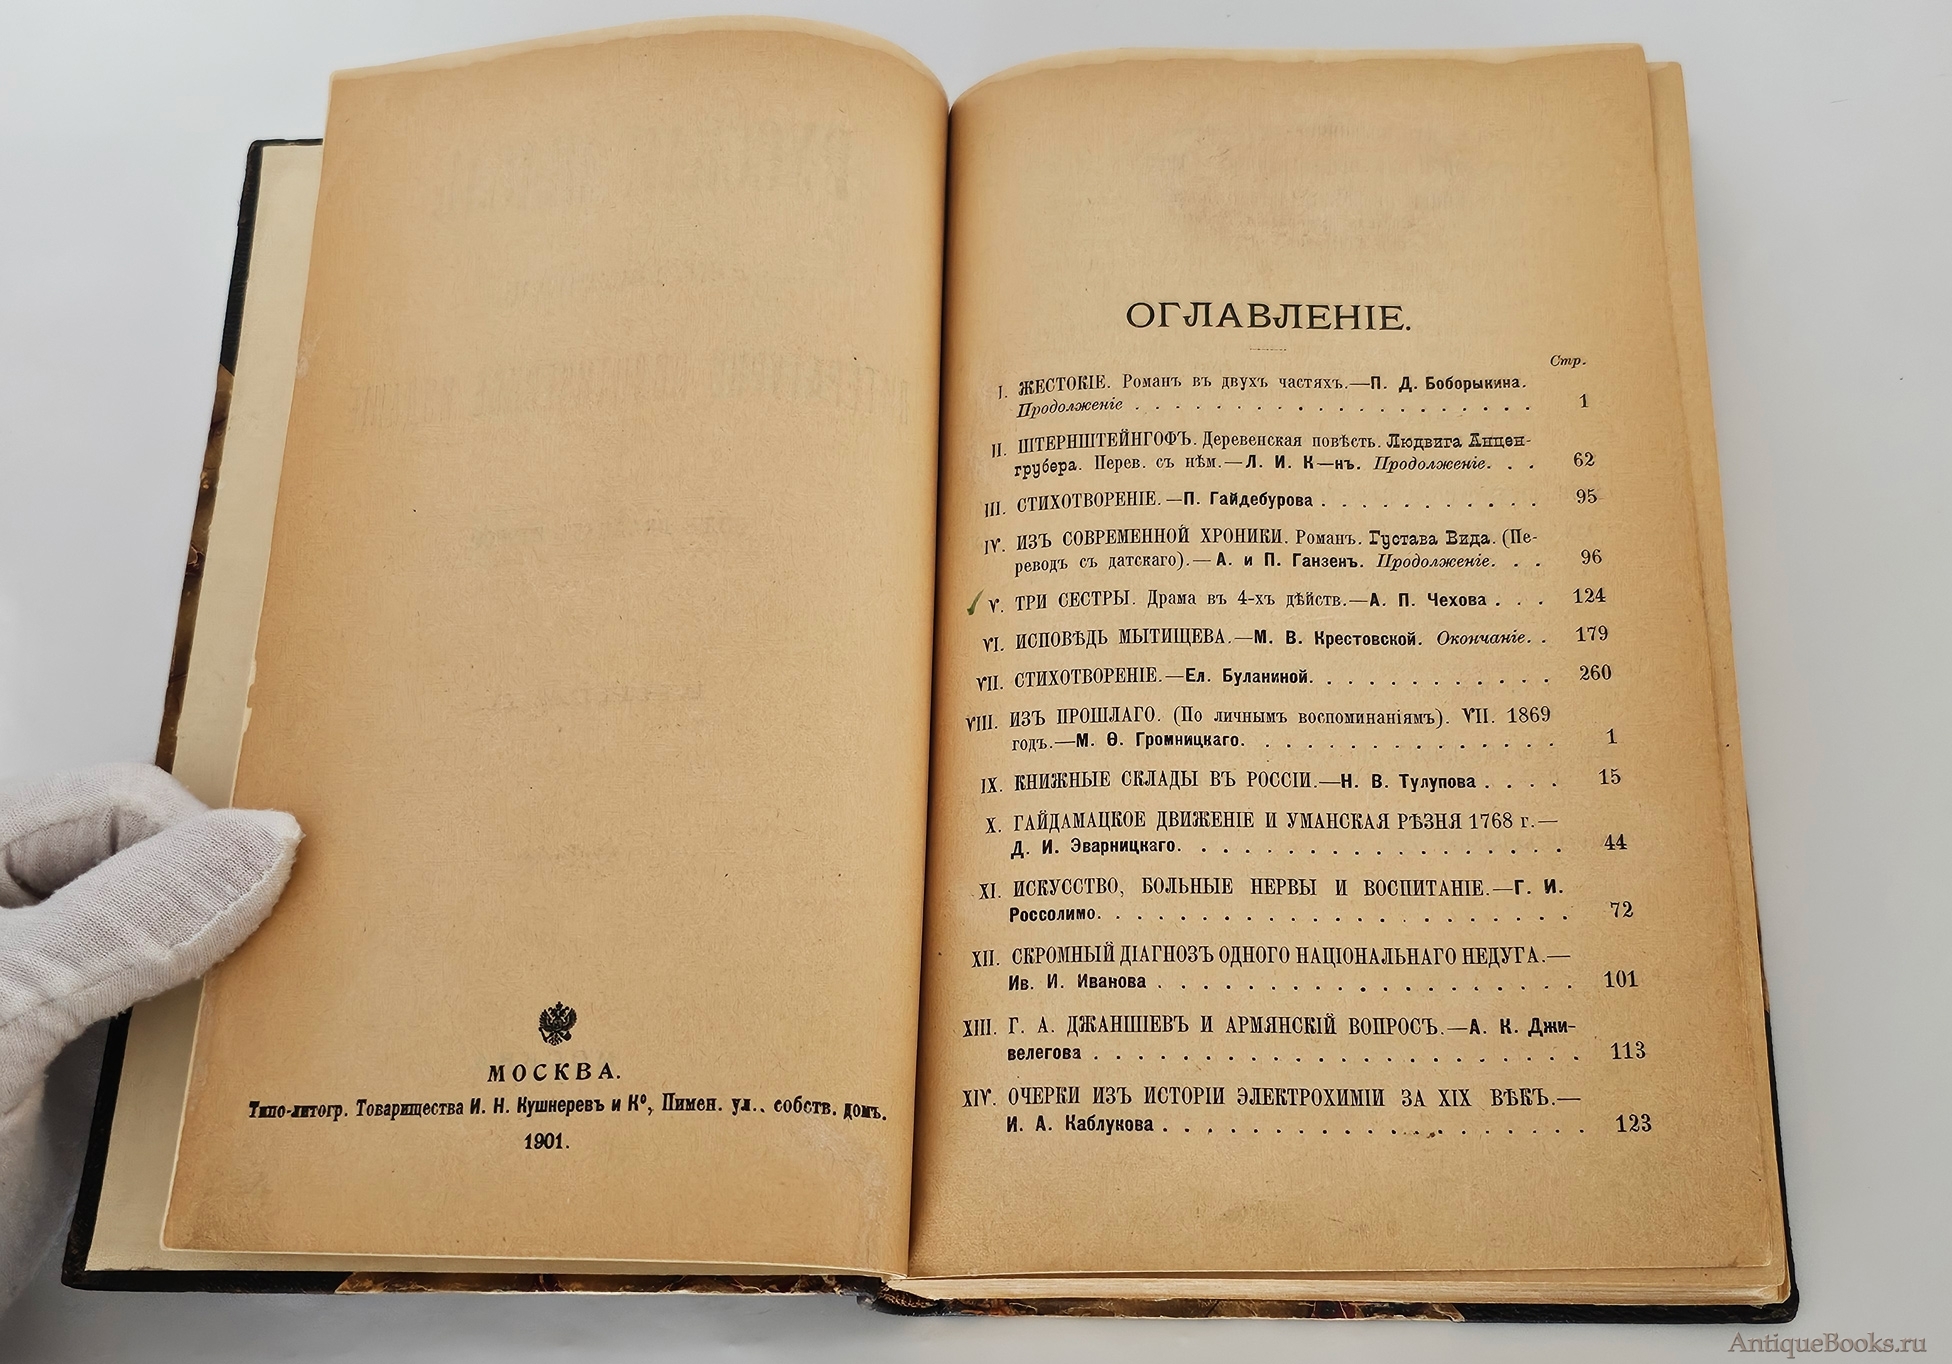 МОСКВА.
Типо-литогр. Товарищества И. Н. Кушнеревъ и К⁰, Пимен. ул., собств. домъ.
1901.
ОГЛАВЛЕНІЕ.
Стр.
I. ЖЕСТОКІЕ. Романъ въ двухъ частяхъ.—П. Д. Боборыкина.
Продолженіе . . . . . . . . . . . . . . . . . . . 1
II. ШТЕРНШТЕЙНГОФЪ. Деревенская повѣсть. Людвига Анцен-
грубера. Перев. съ нѣм.—Л. И. К—нъ. Продолженіе. . . 62
III. СТИХОТВОРЕНІЕ.—П. Гайдебурова . . . . . . . . . . . 95
IV. ИЗЪ СОВРЕМЕННОЙ ХРОНИКИ. Романъ. Густава Вида. (Пе-
реводъ съ датскаго).—А. и П. Ганзенъ. Продолженіе. . . 96
V. ТРИ СЕСТРЫ. Драма въ 4-хъ дѣйств.—А. П. Чехова . . . 124
VI. ИСПОВѢДЬ МЫТИЩЕВА.—М. В. Крестовской. Окончаніе. . 179
VII. СТИХОТВОРЕНІЕ.—Ел. Буланиной. . . . . . . . . . . . 260
VIII. ИЗЪ ПРОШЛАГО. (По личнымъ воспоминаніямъ). VII. 1869
годъ.—М. Ѳ. Громницкаго. . . . . . . . . . . . . . . 1
IX. КНИЖНЫЕ СКЛАДЫ ВЪ РОССІИ.—Н. В. Тулупова . . . . 15
X. ГАЙДАМАЦКОЕ ДВИЖЕНІЕ И УМАНСКАЯ РѢЗНЯ 1768 г.—
Д. И. Эварницкаго. . . . . . . . . . . . . . . . . . 44
XI. ИСКУССТВО, БОЛЬНЫЕ НЕРВЫ И ВОСПИТАНІЕ.—Г. И.
Россолимо. . . . . . . . . . . . . . . . . . . . . . 72
XII. СКРОМНЫЙ ДІАГНОЗЪ ОДНОГО НАЦІОНАЛЬНАГО НЕДУГА.—
Ив. И. Иванова . . . . . . . . . . . . . . . . . . . 101
XIII. Г. А. ДЖАНШІЕВЪ И АРМЯНСКІЙ ВОПРОСЪ.—А. К. Джи-
велегова . . . . . . . . . . . . . . . . . . . . . . 113
XIV. ОЧЕРКИ ИЗЪ ИСТОРІИ ЭЛЕКТРОХИМІИ ЗА XIX ВѢКЪ.—
И. А. Каблукова . . . . . . . . . . . . . . . . . . . 123
AntiqueBooks.ru